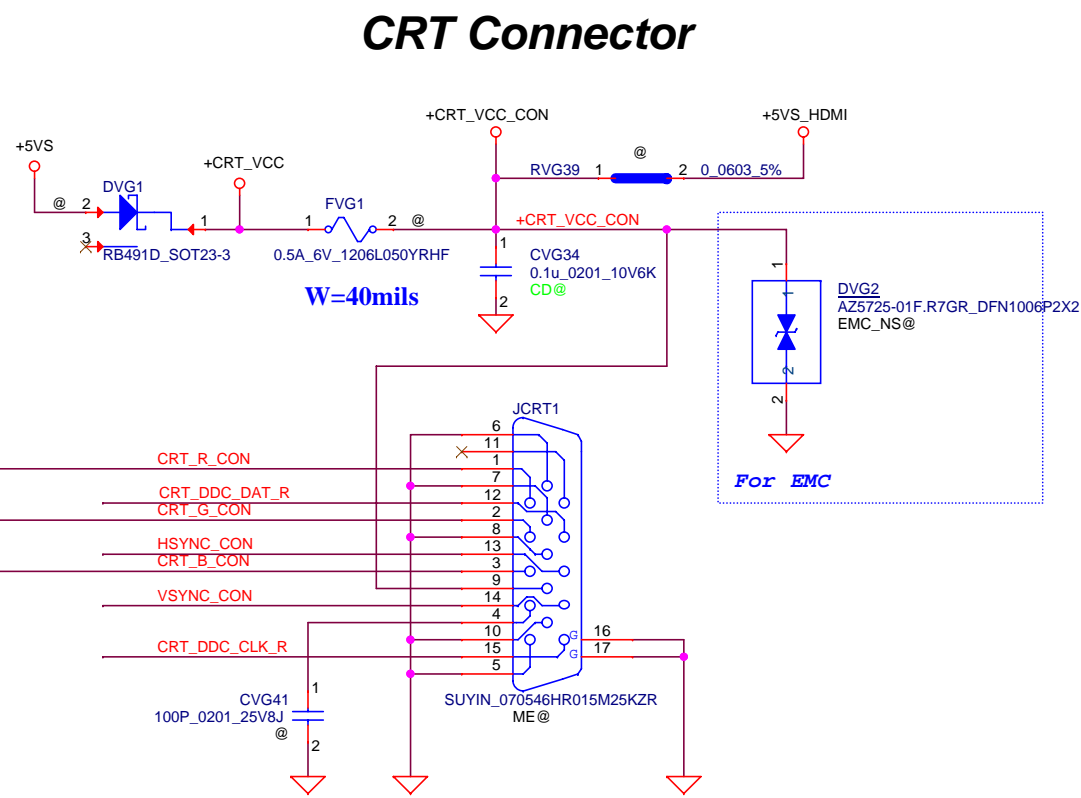 CRT Connector
+CRT_VCC_CON
+5VS_HDMI
+5VS
+CRT_VCC
@
RVG39 1 2 0_0603_5%
DVG1
@ 2
1
3
RB491D_SOT23-3
FVG1
1 2 @
0.5A_6V_1206L050YRHF
W=40mils
+CRT_VCC_CON
1
CVG34
0.1u_0201_10V6K
CD@
2
1
1
DVG2
AZ5725-01F.R7GR_DFN1006P2X2
EMC_NS@
2
2
For EMC
JCRT1
6
11
CRT_R_CON 1
7
CRT_DDC_DAT_R 12
CRT_G_CON 2
8
HSYNC_CON 13
CRT_B_CON 3
9
VSYNC_CON 14
4
10
CRT_DDC_CLK_R 15
5
G 16
G 17
SUYIN_070546HR015M25KZR
ME@
1
CVG41
100P_0201_25V8J
@
2